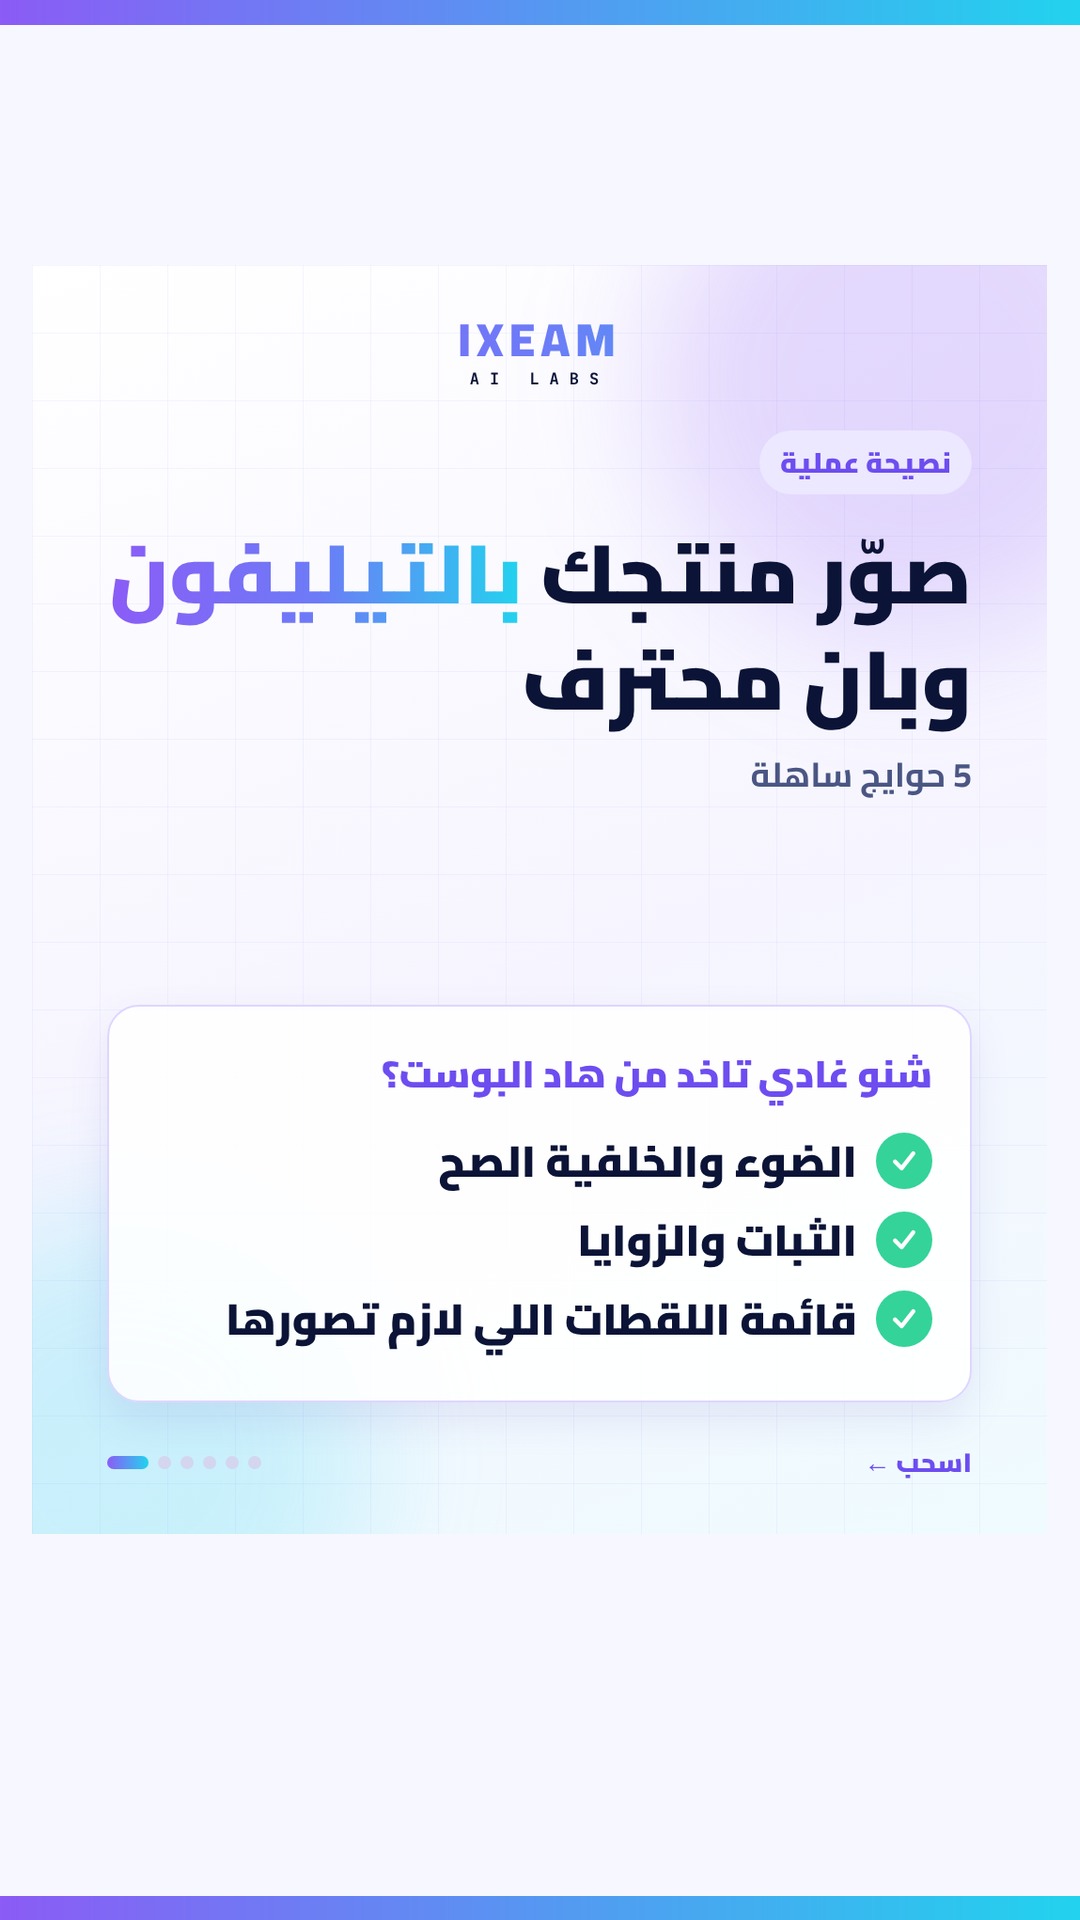 IXEAM
AI LABS
نصيحة عملية
صوّر منتجك بالتيليفون
وبان محترف
5 حوايج ساهلة
شنو غادي تاخد من هاد البوست؟
الضوء والخلفية الصح
الثبات والزوايا
قائمة اللقطات اللي لازم تصورها
اسحب ←